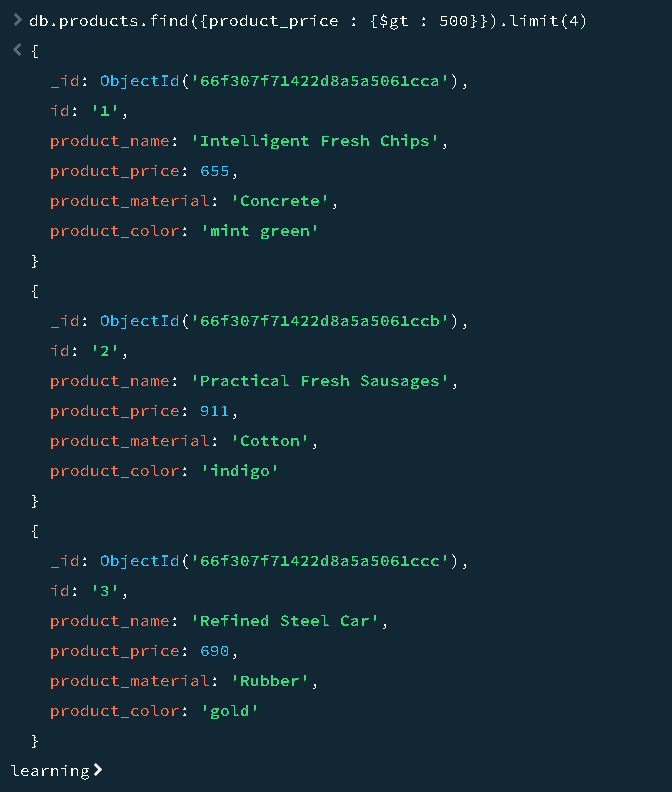 > db.products.find({product_price : {$gt : 500}}).limit(4)
< {
_id: ObjectId('66f307f71422d8a5a5061cca'),
id: '1',
product_name: 'Intelligent Fresh Chips',
product_price: 655,
product_material: 'Concrete',
product_color: 'mint green'
}
{
_id: ObjectId('66f307f71422d8a5a5061ccb'),
id: '2',
product_name: 'Practical Fresh Sausages',
product_price: 911,
product_material: 'Cotton',
product_color: 'indigo'
}
{
_id: ObjectId('66f307f71422d8a5a5061ccc'),
id: '3',
product_name: 'Refined Steel Car',
product_price: 690,
product_material: 'Rubber',
product_color: 'gold'
}
learning>